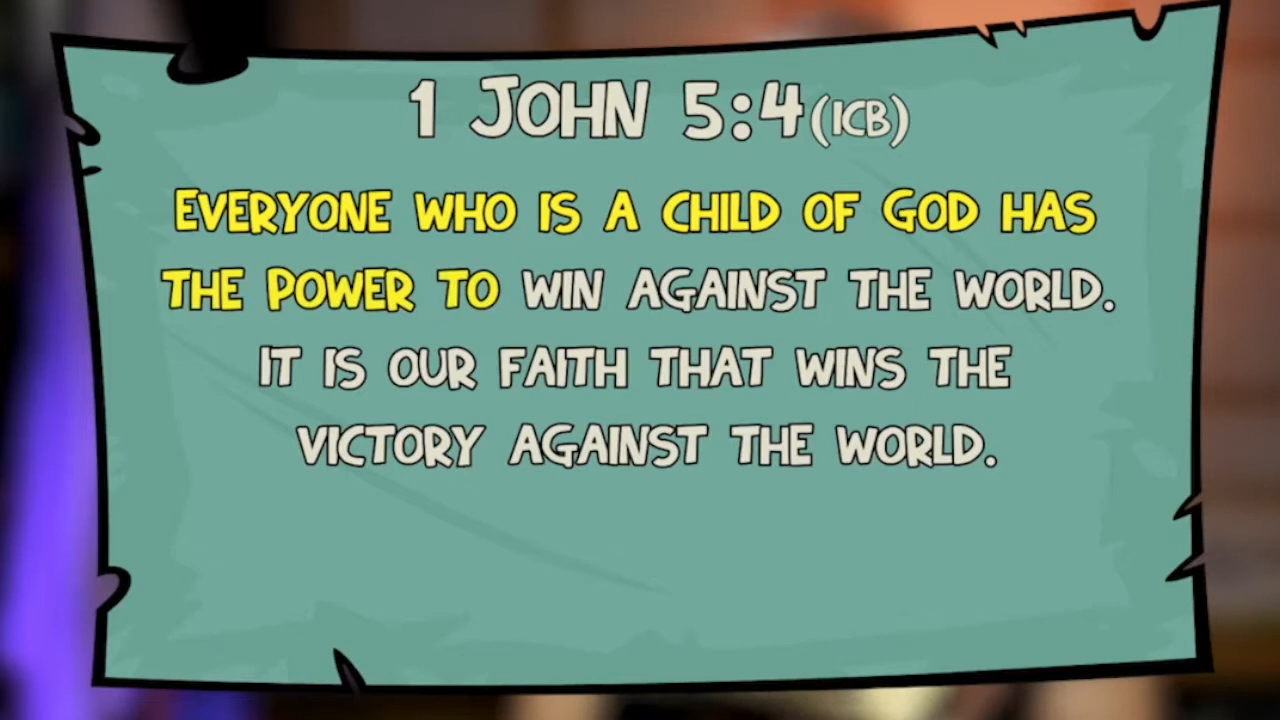 1 JOHN 5:4 (ICB)
EVERYONE WHO IS A CHILD OF GOD HAS
THE POWER TO WIN AGAINST THE WORLD.
IT IS OUR FAITH THAT WINS THE
VICTORY AGAINST THE WORLD.